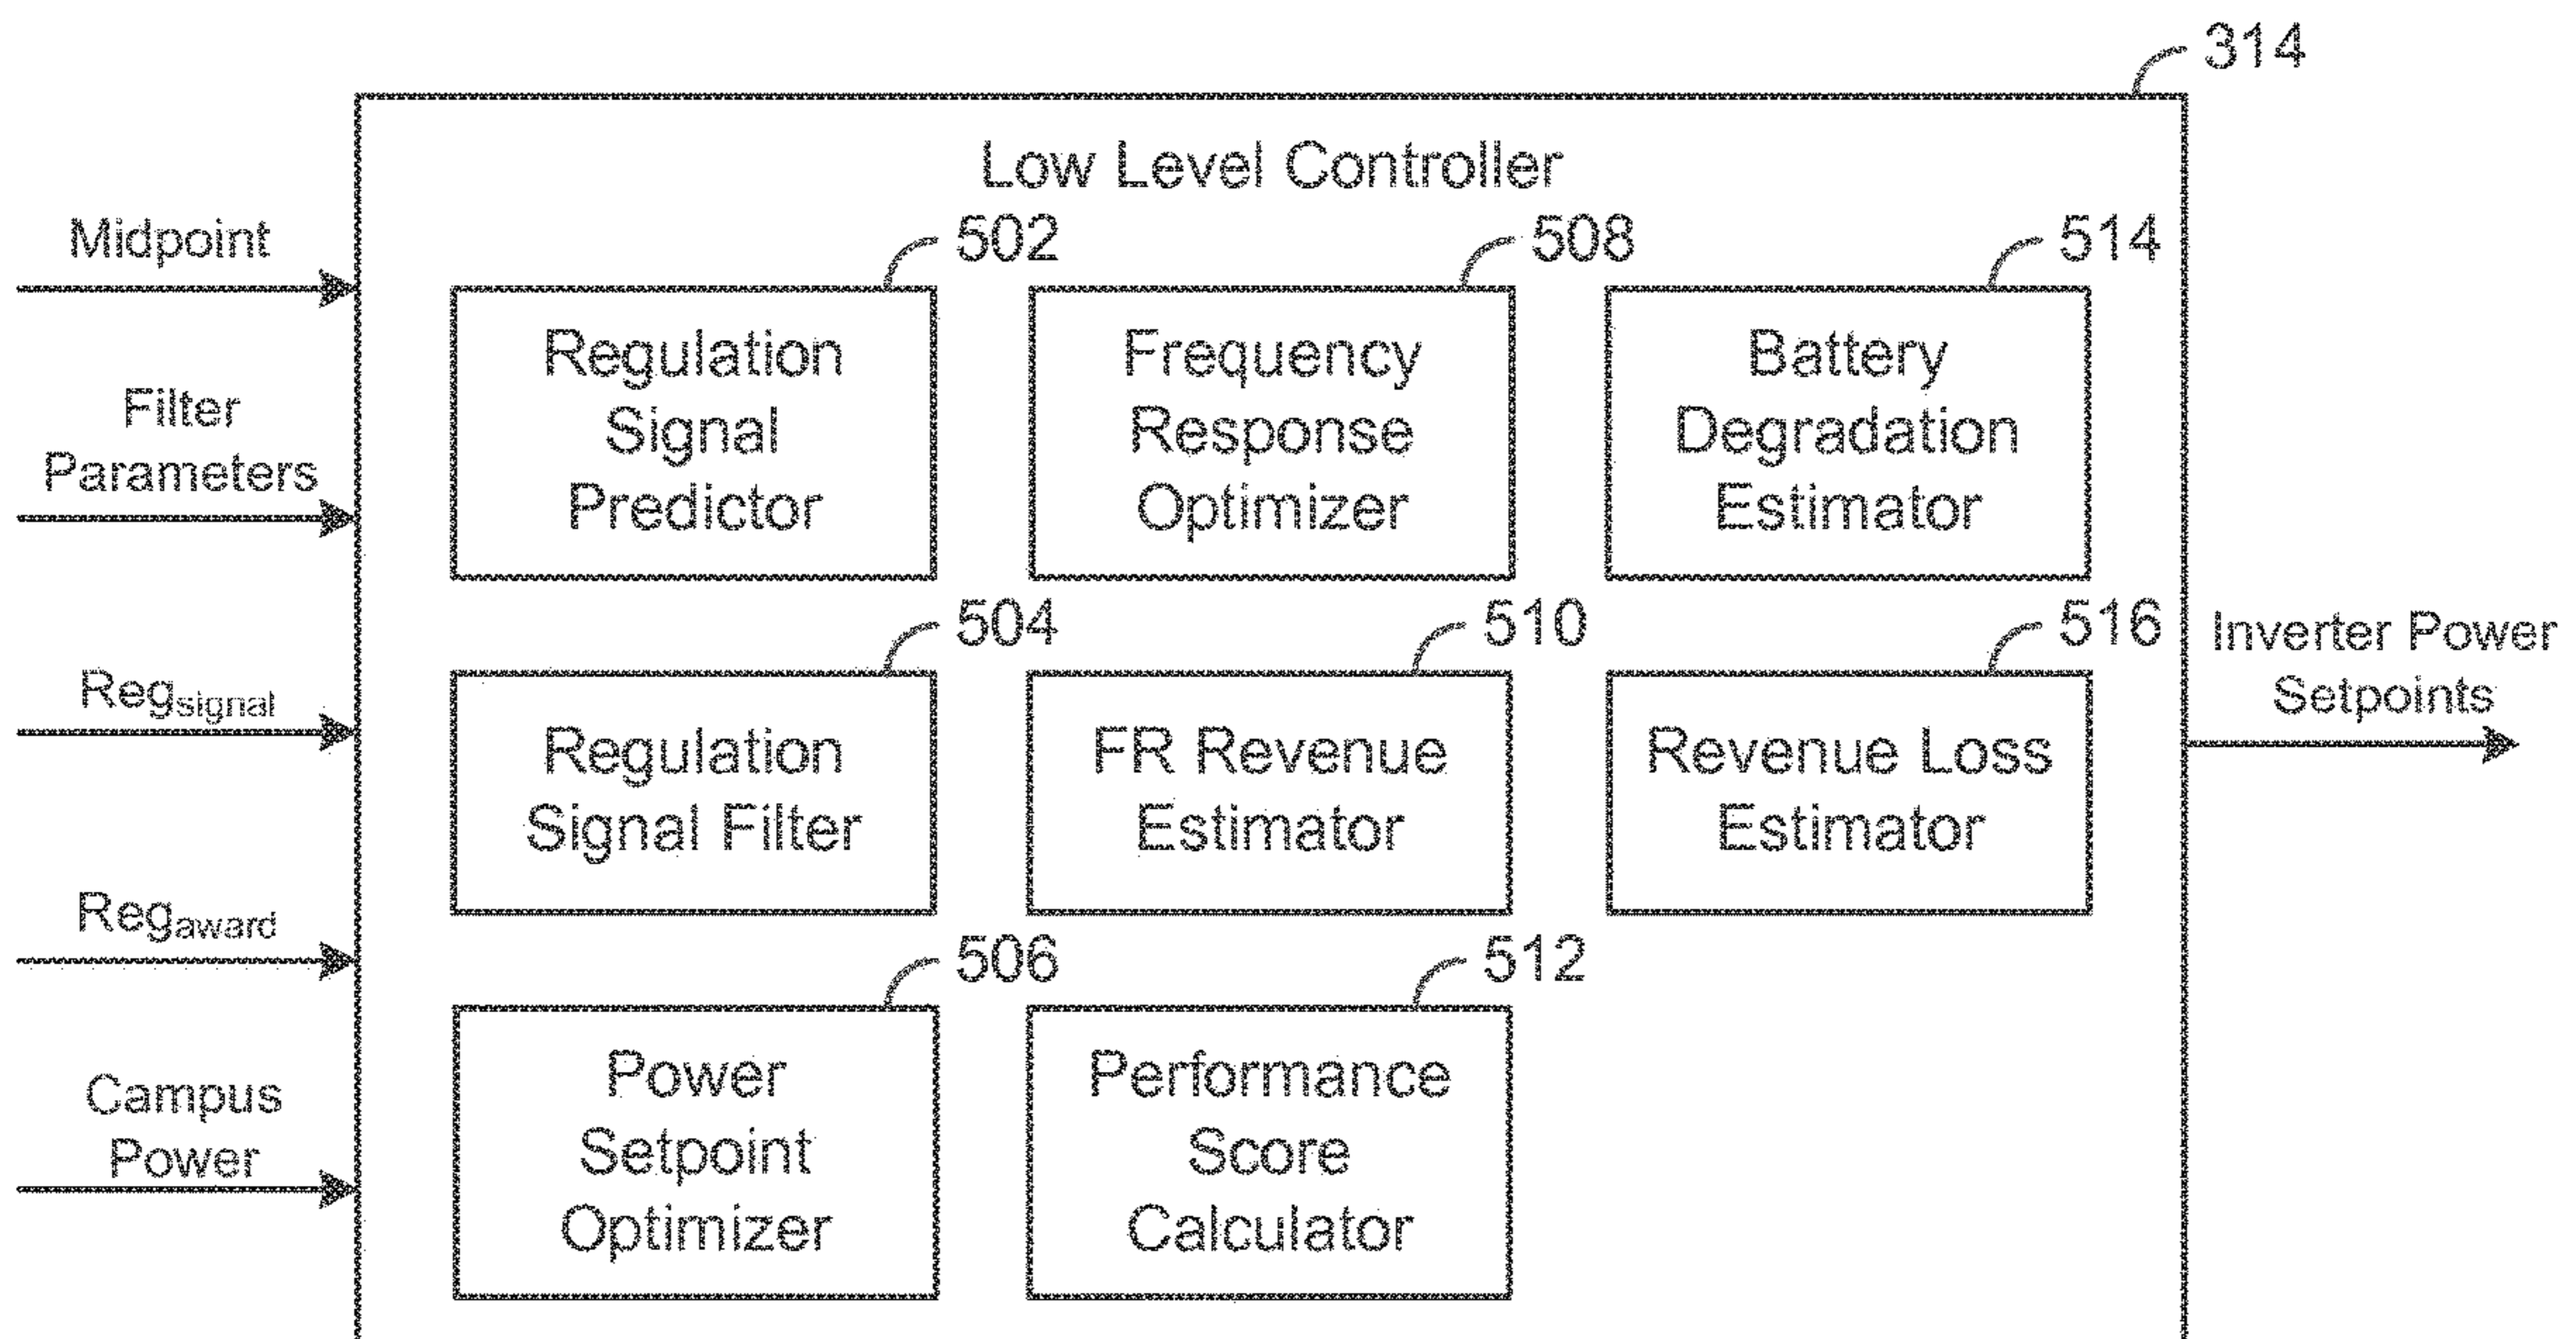 314
Low Level Controller
Midpoint
Filter
Parameters
Reg_signal
Reg_award
Campus
Power
502
Regulation
Signal
Predictor
508
Frequency
Response
Optimizer
514
Battery
Degradation
Estimator
504
Regulation
Signal Filter
510
FR Revenue
Estimator
516
Revenue Loss
Estimator
506
Power
Setpoint
Optimizer
512
Performance
Score
Calculator
Inverter Power
Setpoints